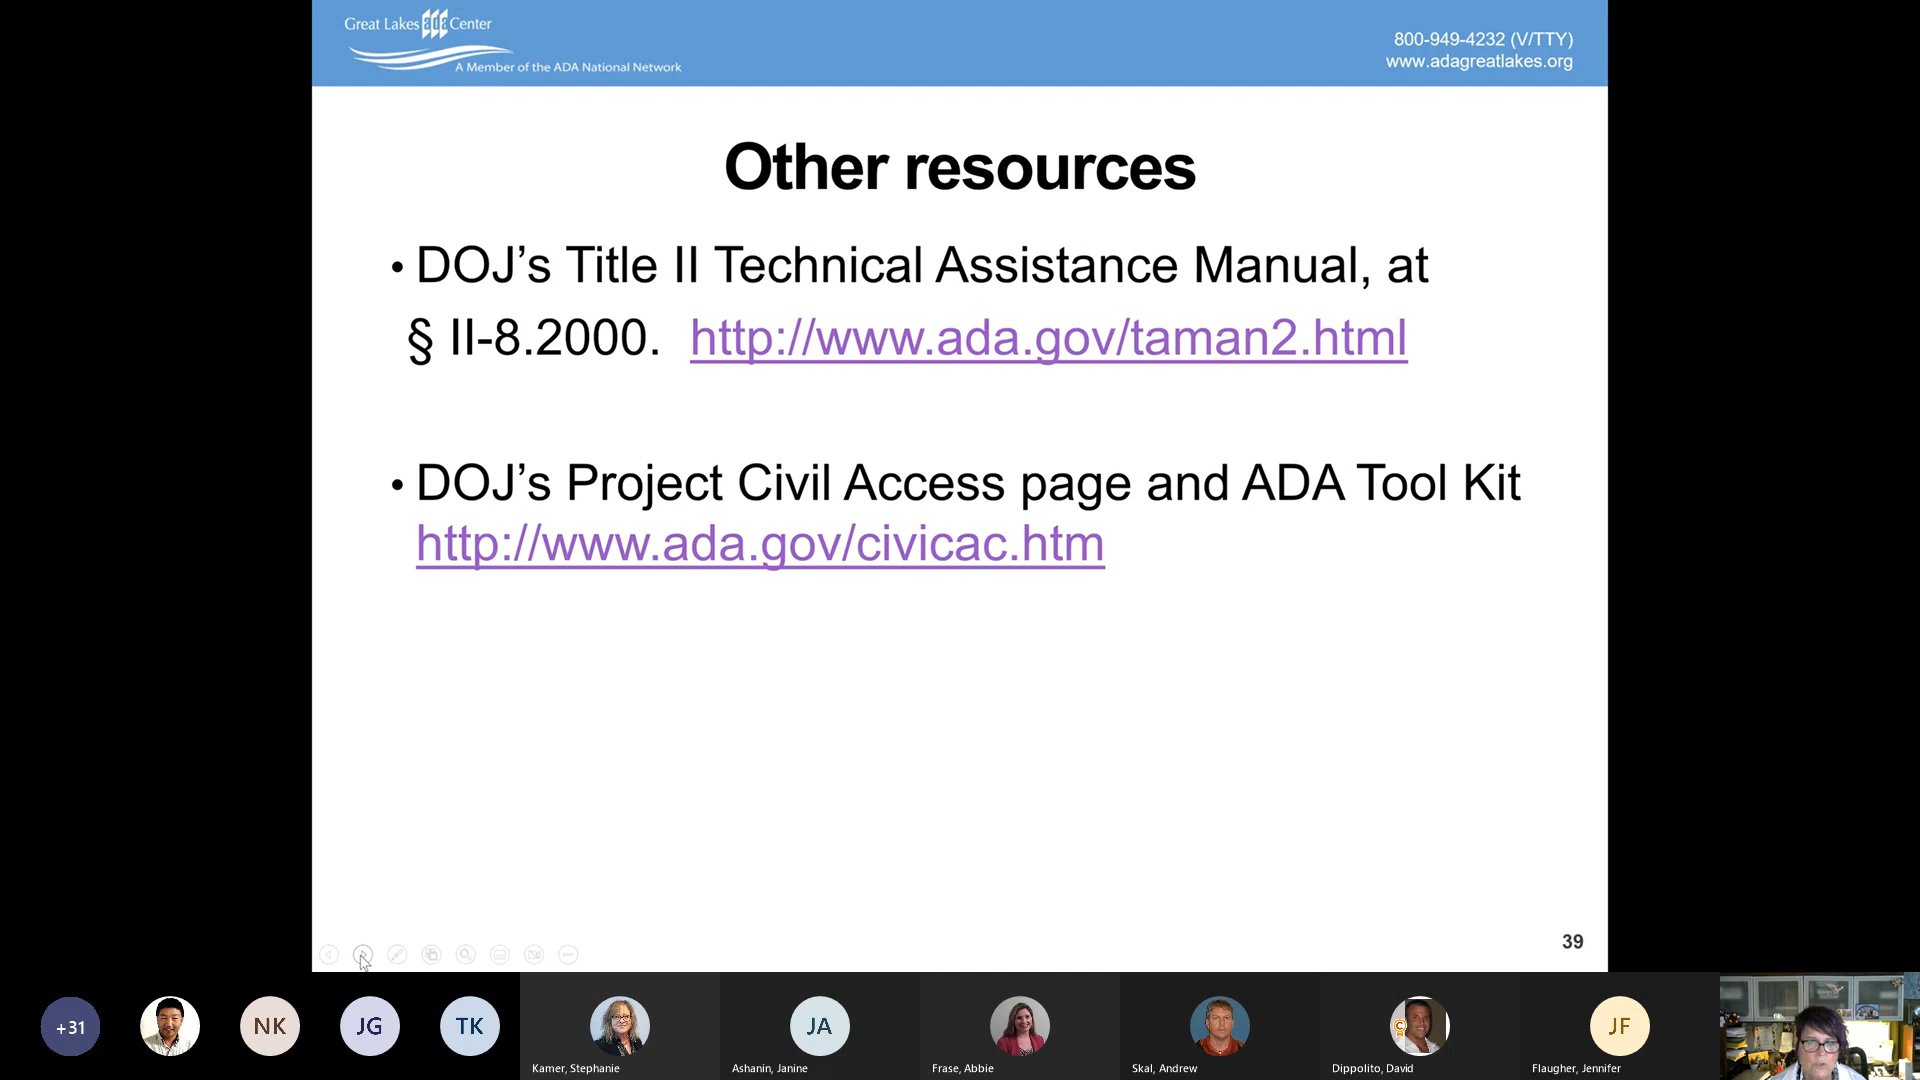 Great Lakes ada Center
A Member of the ADA National Network
800-949-4232 (V/TTY)
www.adagreatlakes.org
Other resources
• DOJ’s Title II Technical Assistance Manual, at
§ II-8.2000. http://www.ada.gov/taman2.html
• DOJ’s Project Civil Access page and ADA Tool Kit
http://www.ada.gov/civicac.htm
39
+31
NK
JG
TK
JA
JF
Kamer, Stephanie
Ashanin, Janine
Frase, Abbie
Skal, Andrew
Dippolito, David
Flaugher, Jennifer